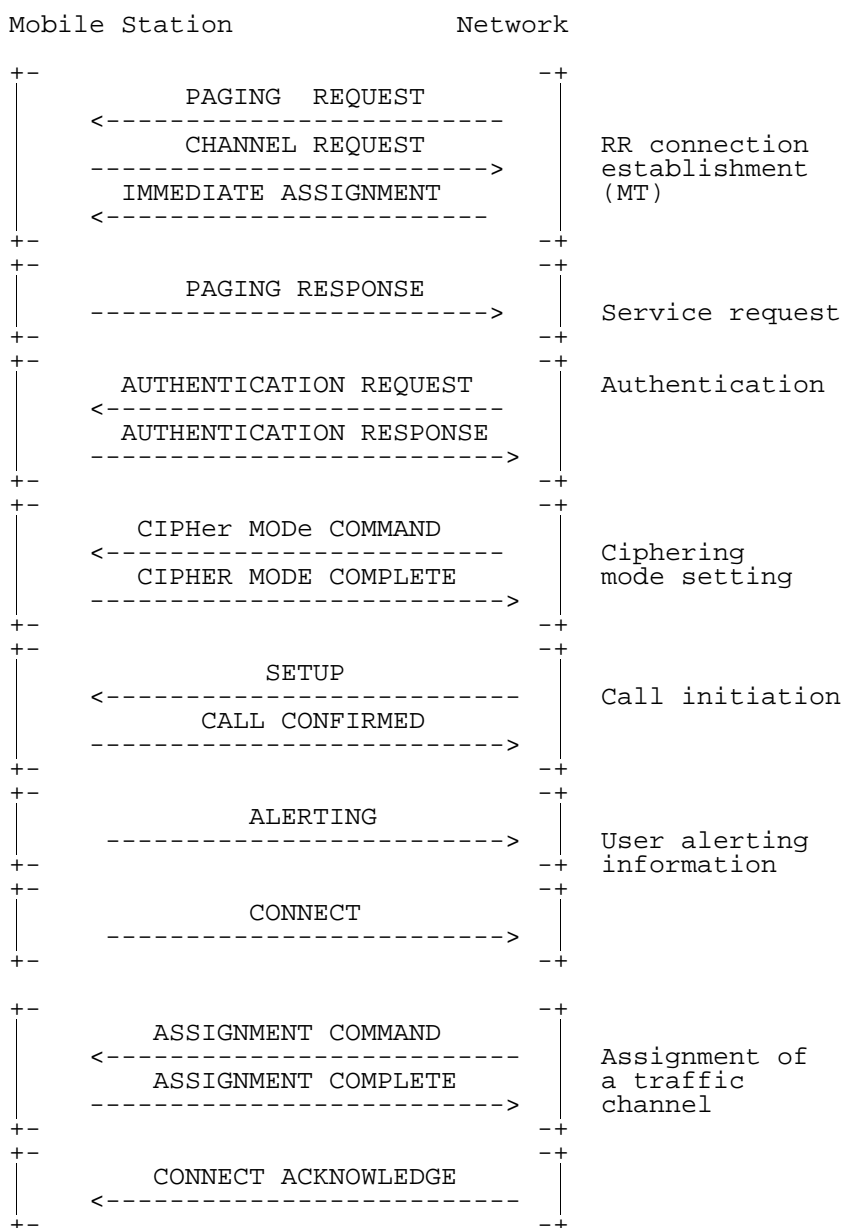 Mobile Station Network
PAGING REQUEST
CHANNEL REQUEST
RR connection
establishment
IMMEDIATE ASSIGNMENT
(MT)
PAGING RESPONSE
Service request
AUTHENTICATION REQUEST
Authentication
AUTHENTICATION RESPONSE
CIPHer MODe COMMAND
Ciphering
CIPHER MODE COMPLETE
mode setting
SETUP
Call initiation
CALL CONFIRMED
ALERTING
User alerting
information
CONNECT
ASSIGNMENT COMMAND
Assignment of
ASSIGNMENT COMPLETE
a traffic
channel
CONNECT ACKNOWLEDGE